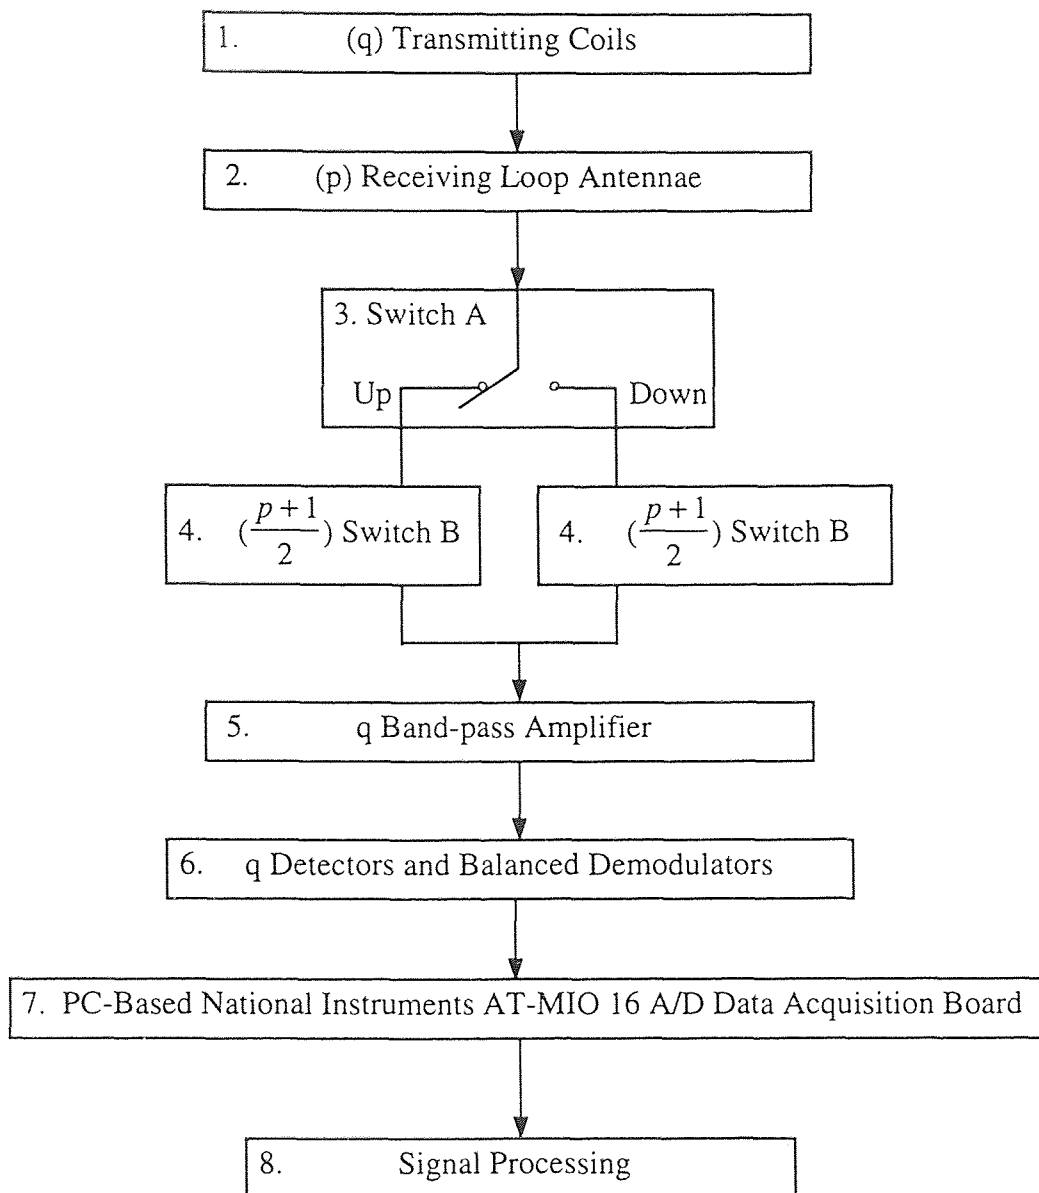 1. (q) Transmitting Coils
2. (p) Receiving Loop Antennae
3. Switch A
Up Down
4. (\frac{p+1}{2}) Switch B
4. (\frac{p+1}{2}) Switch B
5. q Band-pass Amplifier
6. q Detectors and Balanced Demodulators
7. PC-Based National Instruments AT-MIO 16 A/D Data Acquisition Board
8. Signal Processing